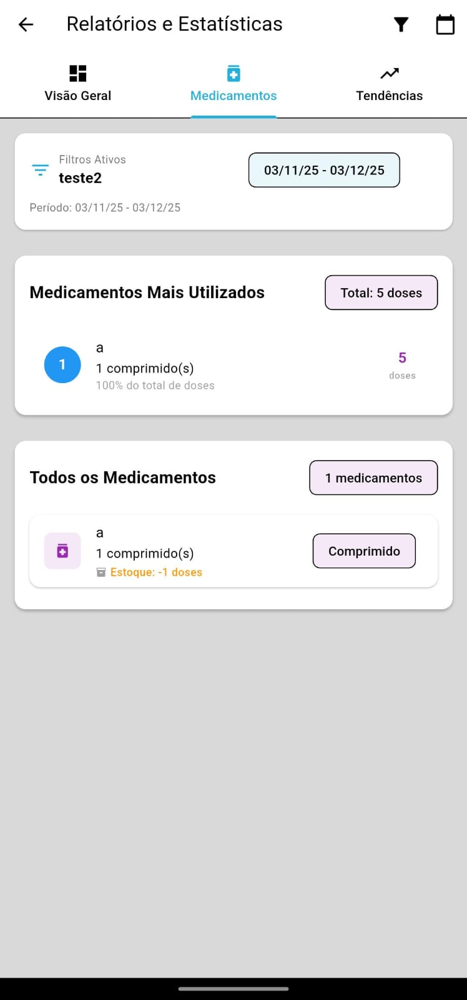 Relatórios e Estatísticas
Visão Geral
Medicamentos
Tendências
Filtros Ativos
teste2
03/11/25 - 03/12/25
Período: 03/11/25 - 03/12/25
Medicamentos Mais Utilizados
Total: 5 doses
1
a
1 comprimido(s)
100% do total de doses
5
doses
Todos os Medicamentos
1 medicamentos
a
1 comprimido(s)
Estoque: -1 doses
Comprimido